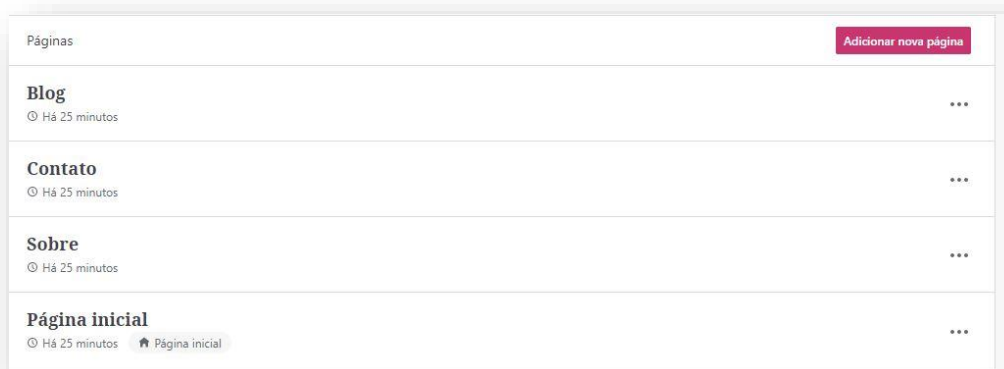 Páginas
Adicionar nova página
Blog
Há 25 minutos
Contato
Há 25 minutos
Sobre
Há 25 minutos
Página inicial
Há 25 minutos Página inicial